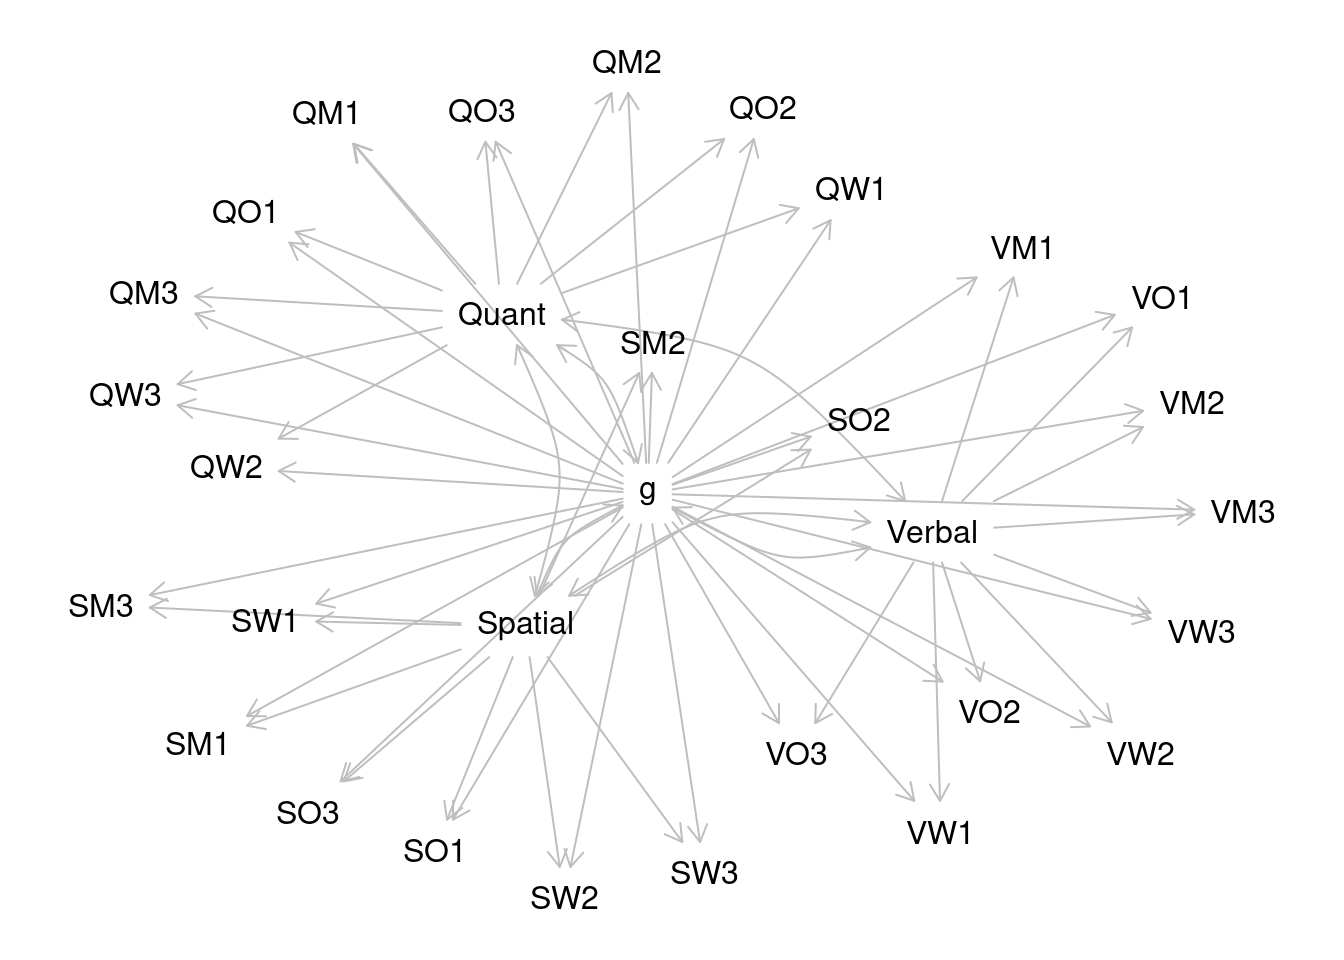 QM2
QO2
QO3
QM1
QW1
QO1
VM1
QM3
VO1
Quant
SM2
QW3
VM2
SO2
QW2
g
VM3
Verbal
SM3
SW1
Spatial
VW3
VO2
SM1
VO3
VW2
SO3
VW1
SO1
SW3
SW2